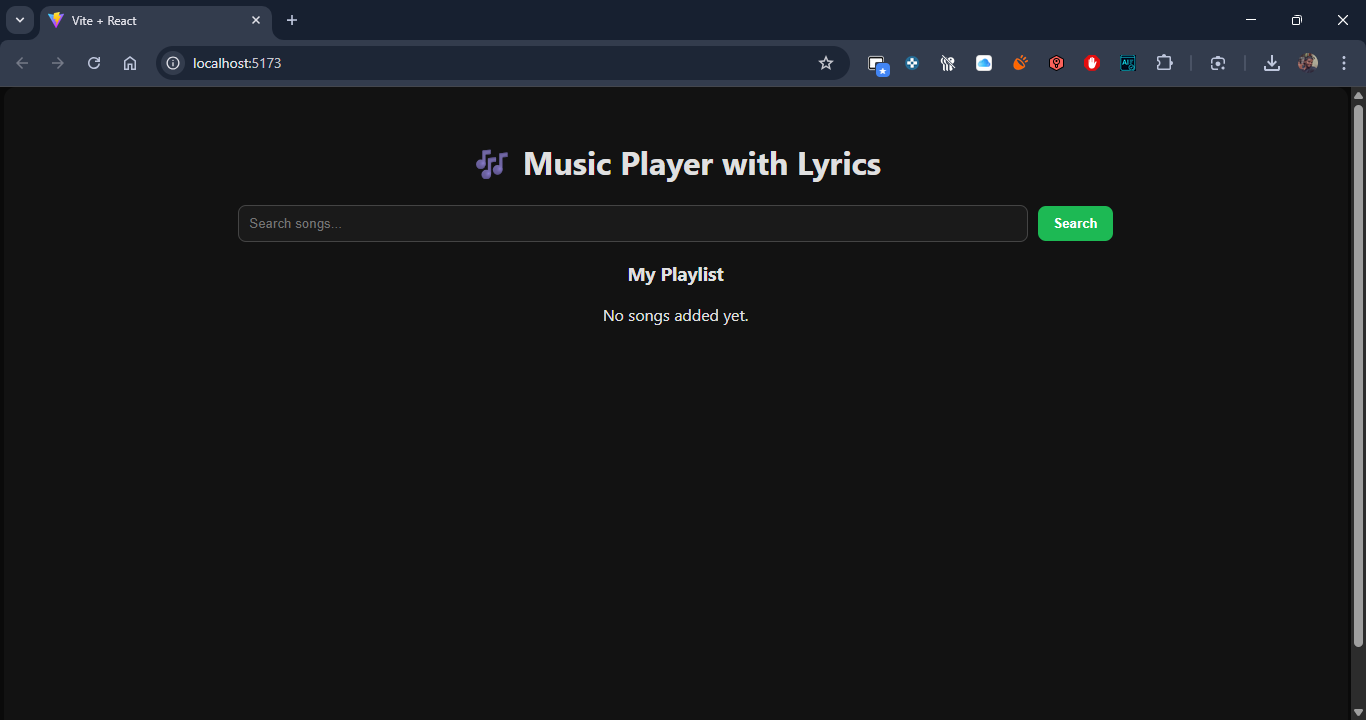 Vite + React
localhost:5173
🎶 Music Player with Lyrics
Search songs...
Search
My Playlist
No songs added yet.